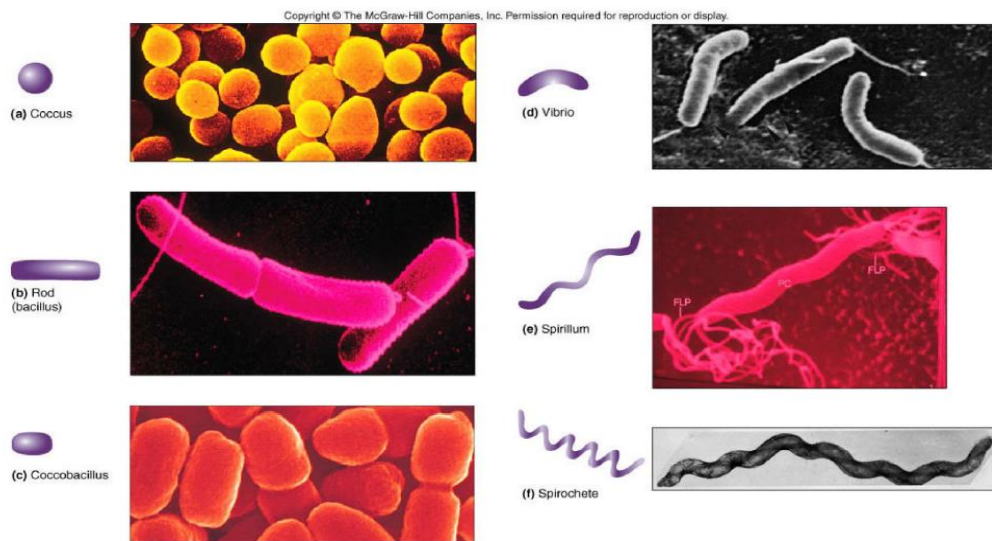 Copyright © The McGraw-Hill Companies, Inc. Permission required for reproduction or display.
(a) Coccus
(b) Rod
(bacillus)
(c) Coccobacillus
(d) Vibrio
FLP
PC
FLP
(e) Spirillum
(f) Spirochete